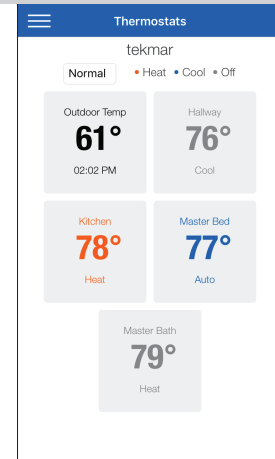 Thermostats
tekmar
Normal • Heat • Cool • Off
Outdoor Temp
61°
02:02 PM
Hallway
76°
Cool
Kitchen
78°
Heat
Master Bed
77°
Auto
Master Bath
79°
Heat